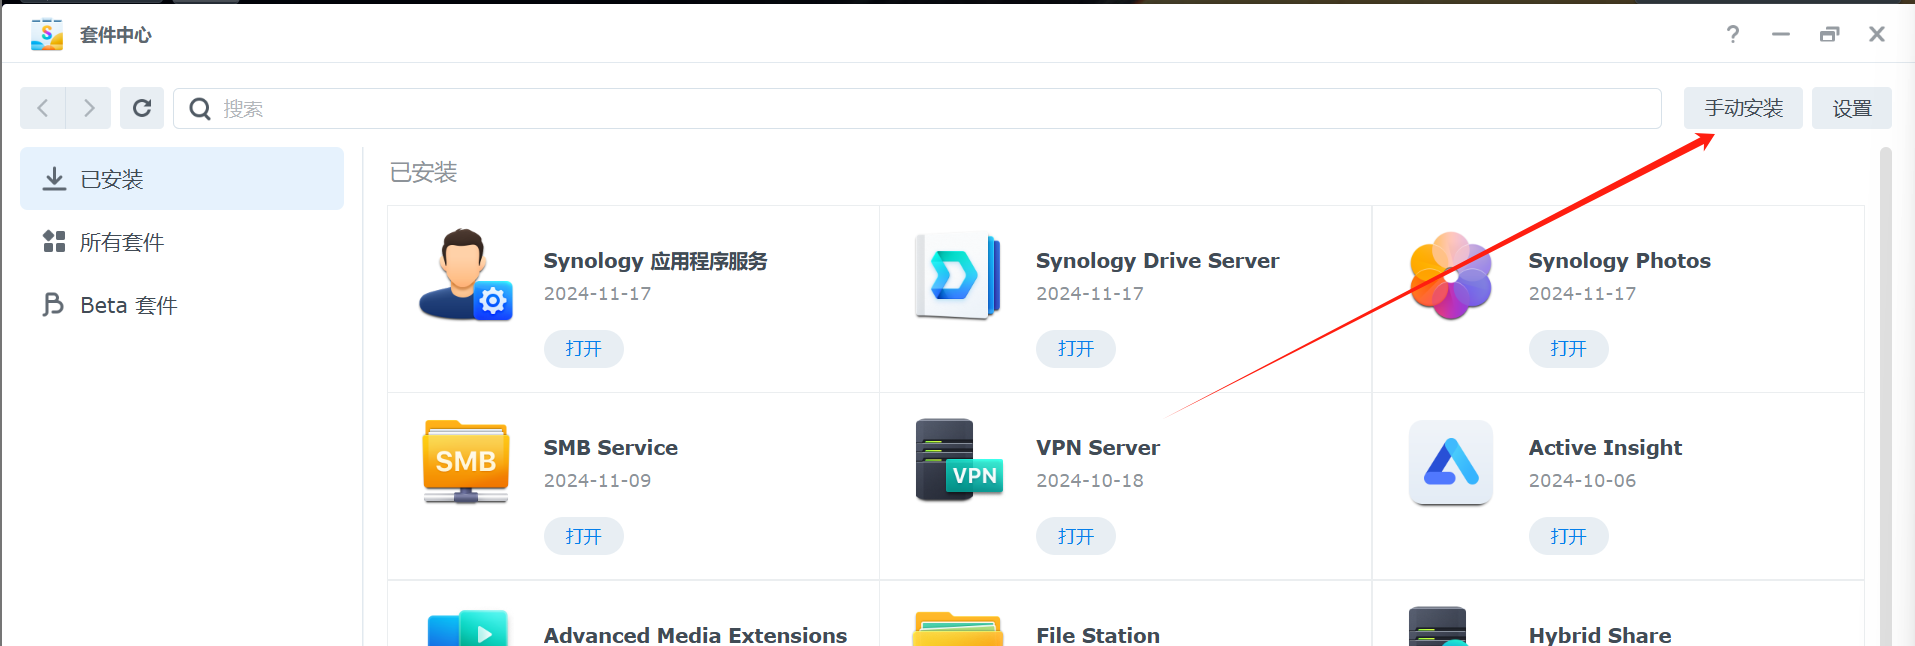 套件中心
搜索
手动安装
设置
已安装
所有套件
Beta 套件
已安装
Synology 应用程序服务
2024-11-17
打开
Synology Drive Server
2024-11-17
打开
Synology Photos
2024-11-17
打开
SMB
SMB Service
2024-11-09
打开
VPN
VPN Server
2024-10-18
打开
Active Insight
2024-10-06
打开
Advanced Media Extensions
File Station
Hybrid Share